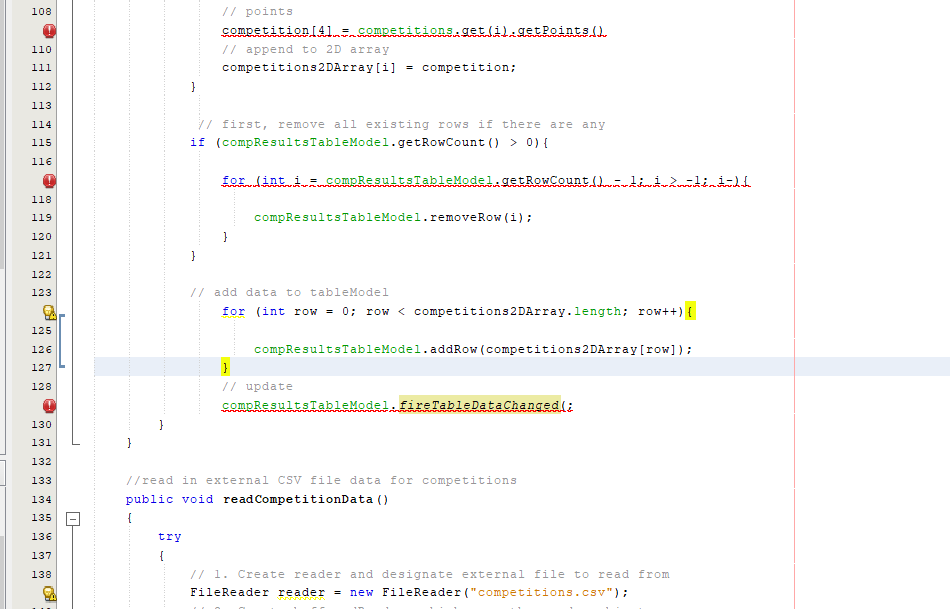 108 // points
competition[4] = competitions.get(i).getPoints()
110 // append to 2D array
111 competitions2DArray[i] = competition;
112 }
113
114 // first, remove all existing rows if there are any
115 if (compResultsTableModel.getRowCount() > 0){
116
for (int i = compResultsTableModel.getRowCount() - 1; i > -1; i-){
118
119 compResultsTableModel.removeRow(i);
120 }
121 }
122
123 // add data to tableModel
for (int row = 0; row < competitions2DArray.length; row++){
125
126 compResultsTableModel.addRow(competitions2DArray[row]);
127 }
128 // update
compResultsTableModel.fireTableDataChanged(;
130 }
131 }
132
133 //read in external CSV file data for competitions
134 public void readCompetitionData()
135 {
136 try
137 {
138 // 1. Create reader and designate external file to read from
FileReader reader = new FileReader("competitions.csv");